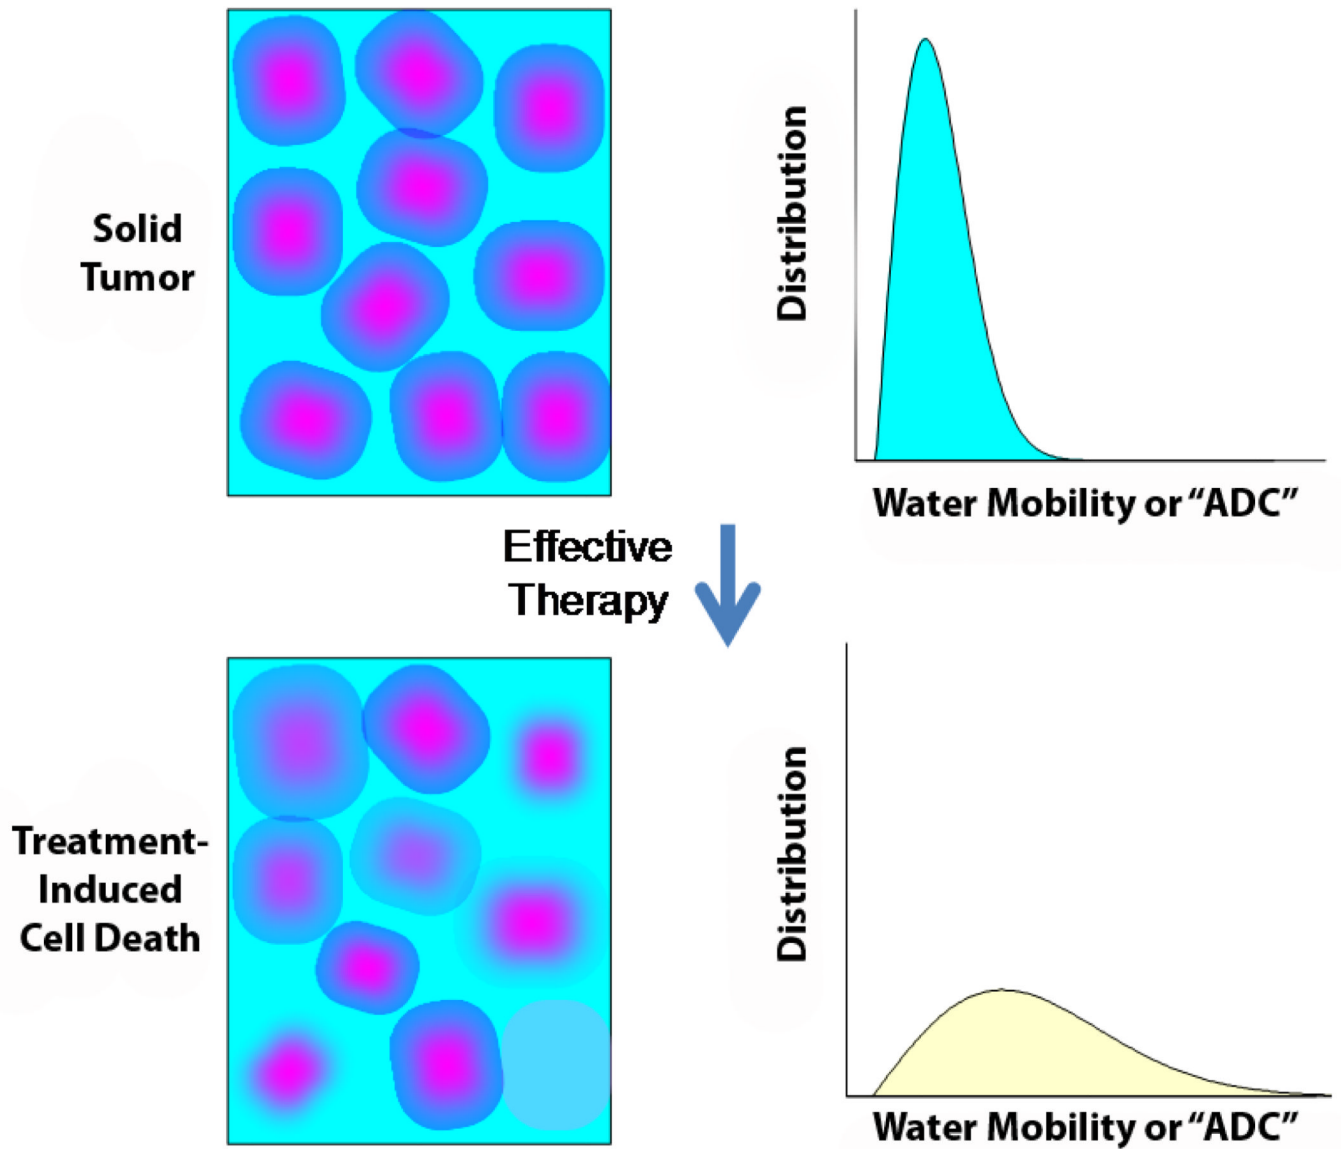 Solid
Tumor
Distribution
Water Mobility or “ADC”
Effective
Therapy
Treatment-
Induced
Cell Death
Distribution
Water Mobility or “ADC”